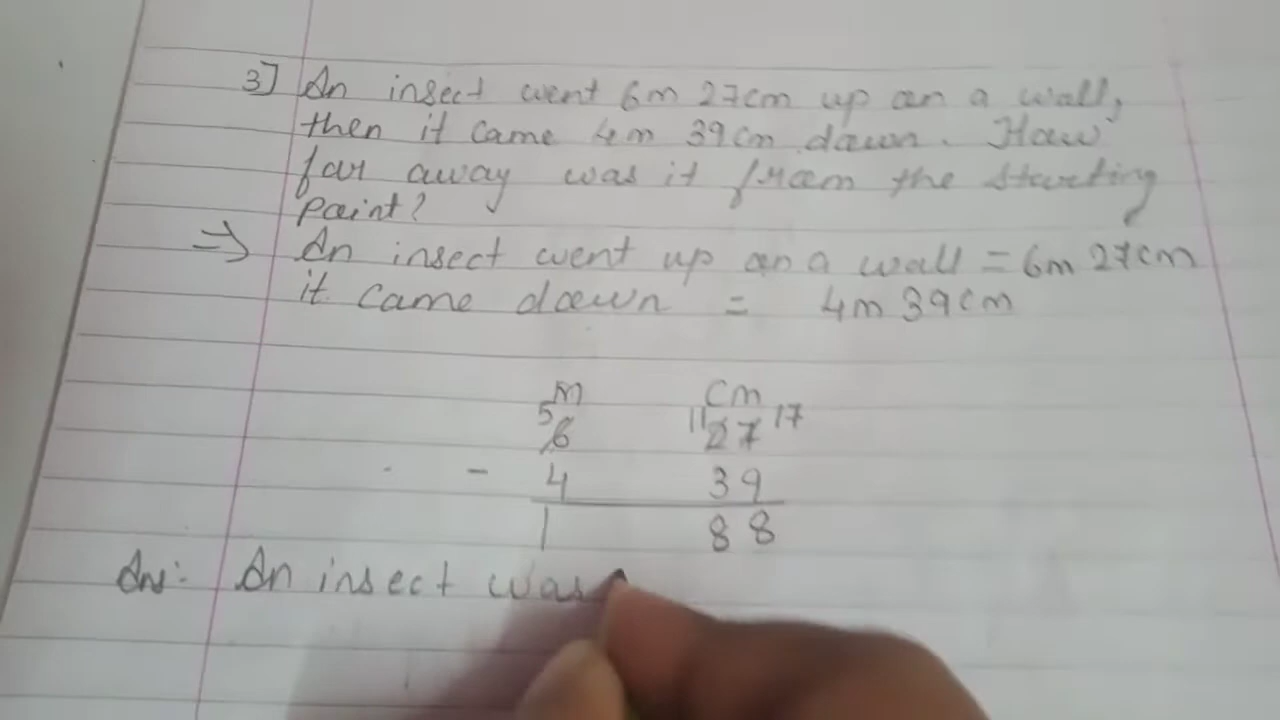 3] An insect went 6m 27cm up on a wall,
then it came 4m 39cm down. How
far away was it from the starting
point?
⇒ An insect went up on a wall = 6m 27cm
it came down = 4m 39cm
M Cm
5 11 17
6 27
- 4 39
1 88
Ans: An insect was